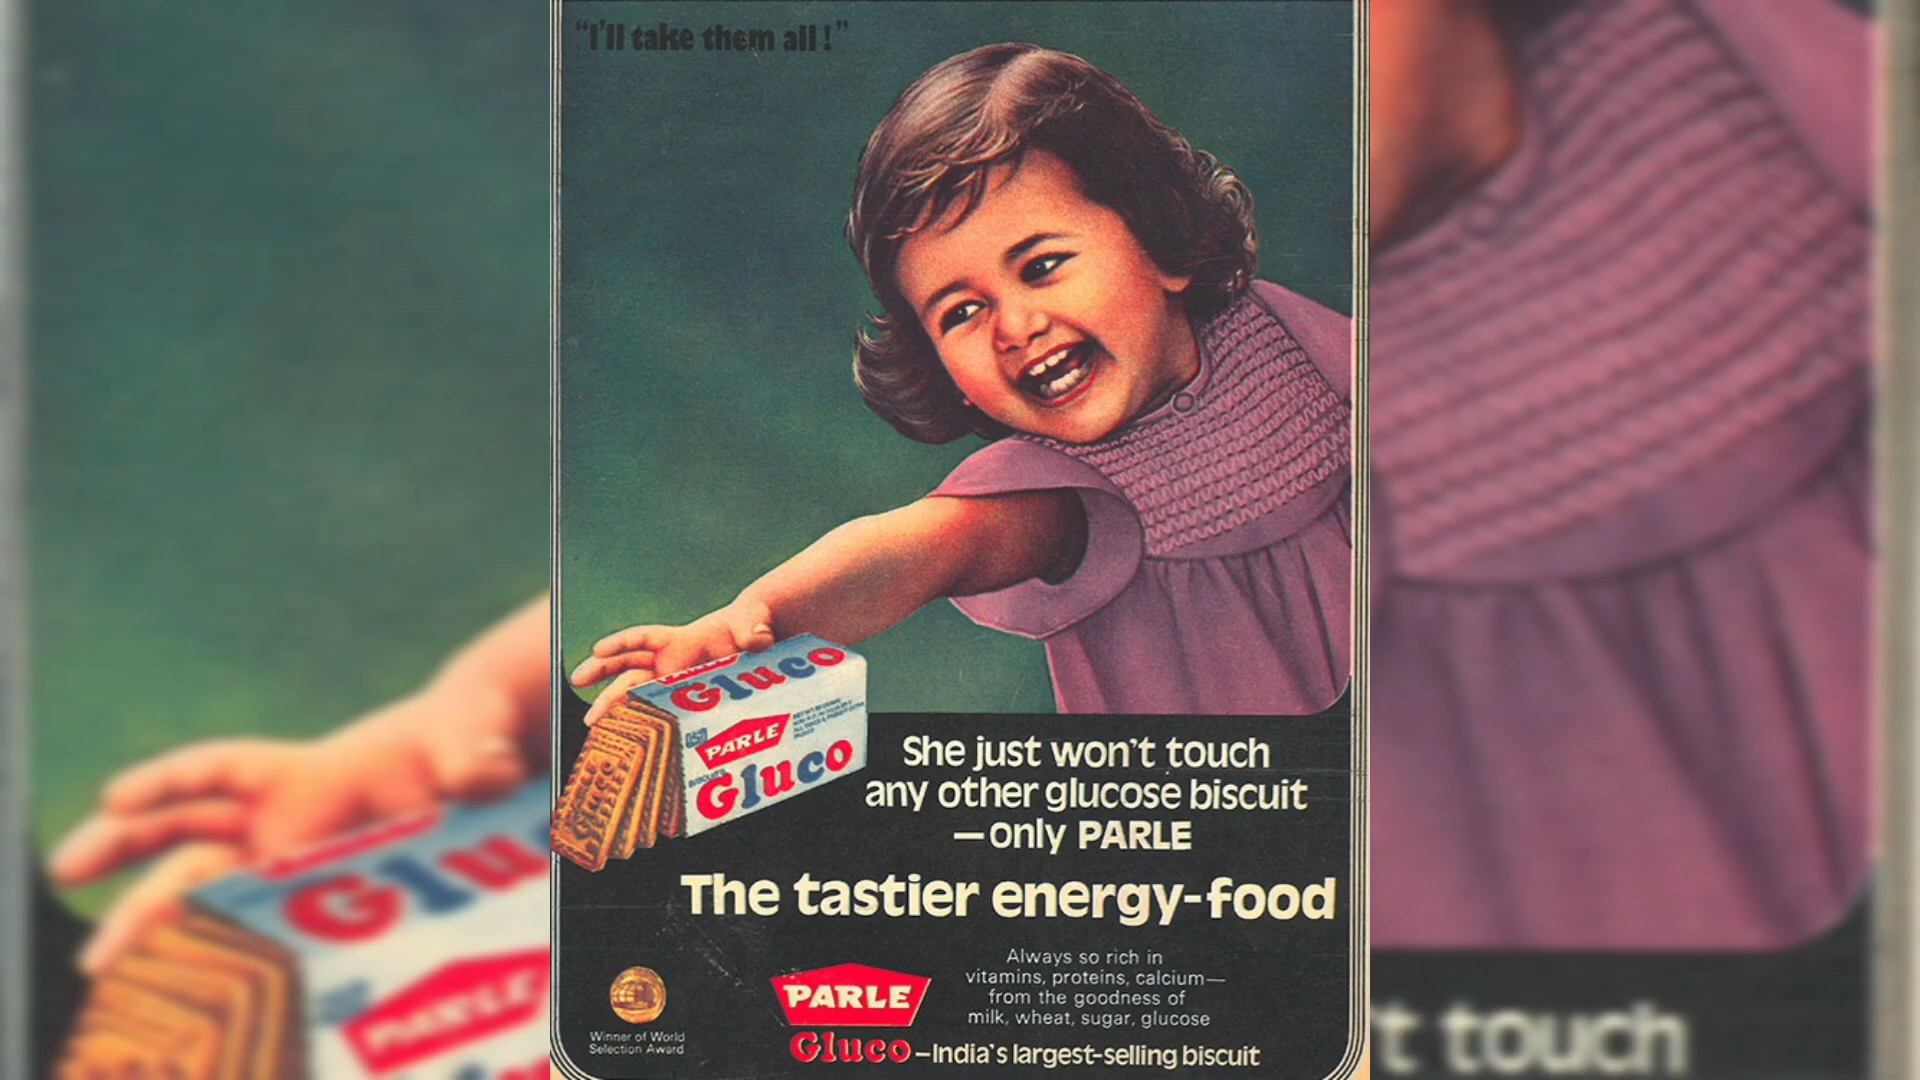 "I'll take them all!"
Gluco
PARLE
Gluco
She just won't touch
any other glucose biscuit
—only PARLE
The tastier energy-food
Always so rich in
vitamins, proteins, calcium—
from the goodness of
milk, wheat, sugar, glucose
Winner of World
Selection Award
PARLE
Gluco—India's largest-selling biscuit
't touch